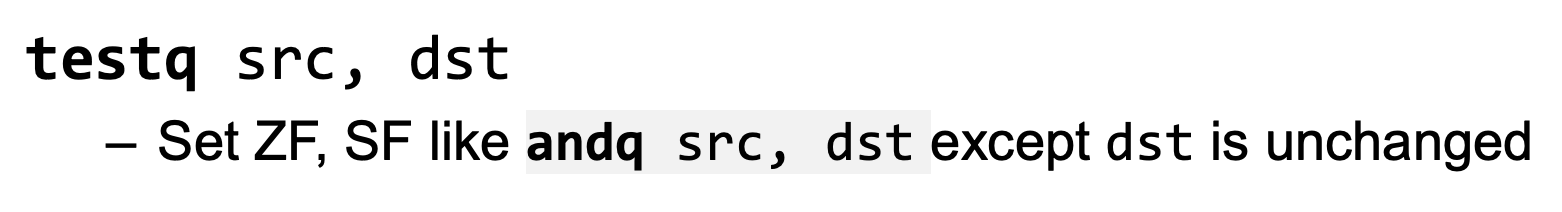 testq src, dst
– Set ZF, SF like andq src, dst except dst is unchanged